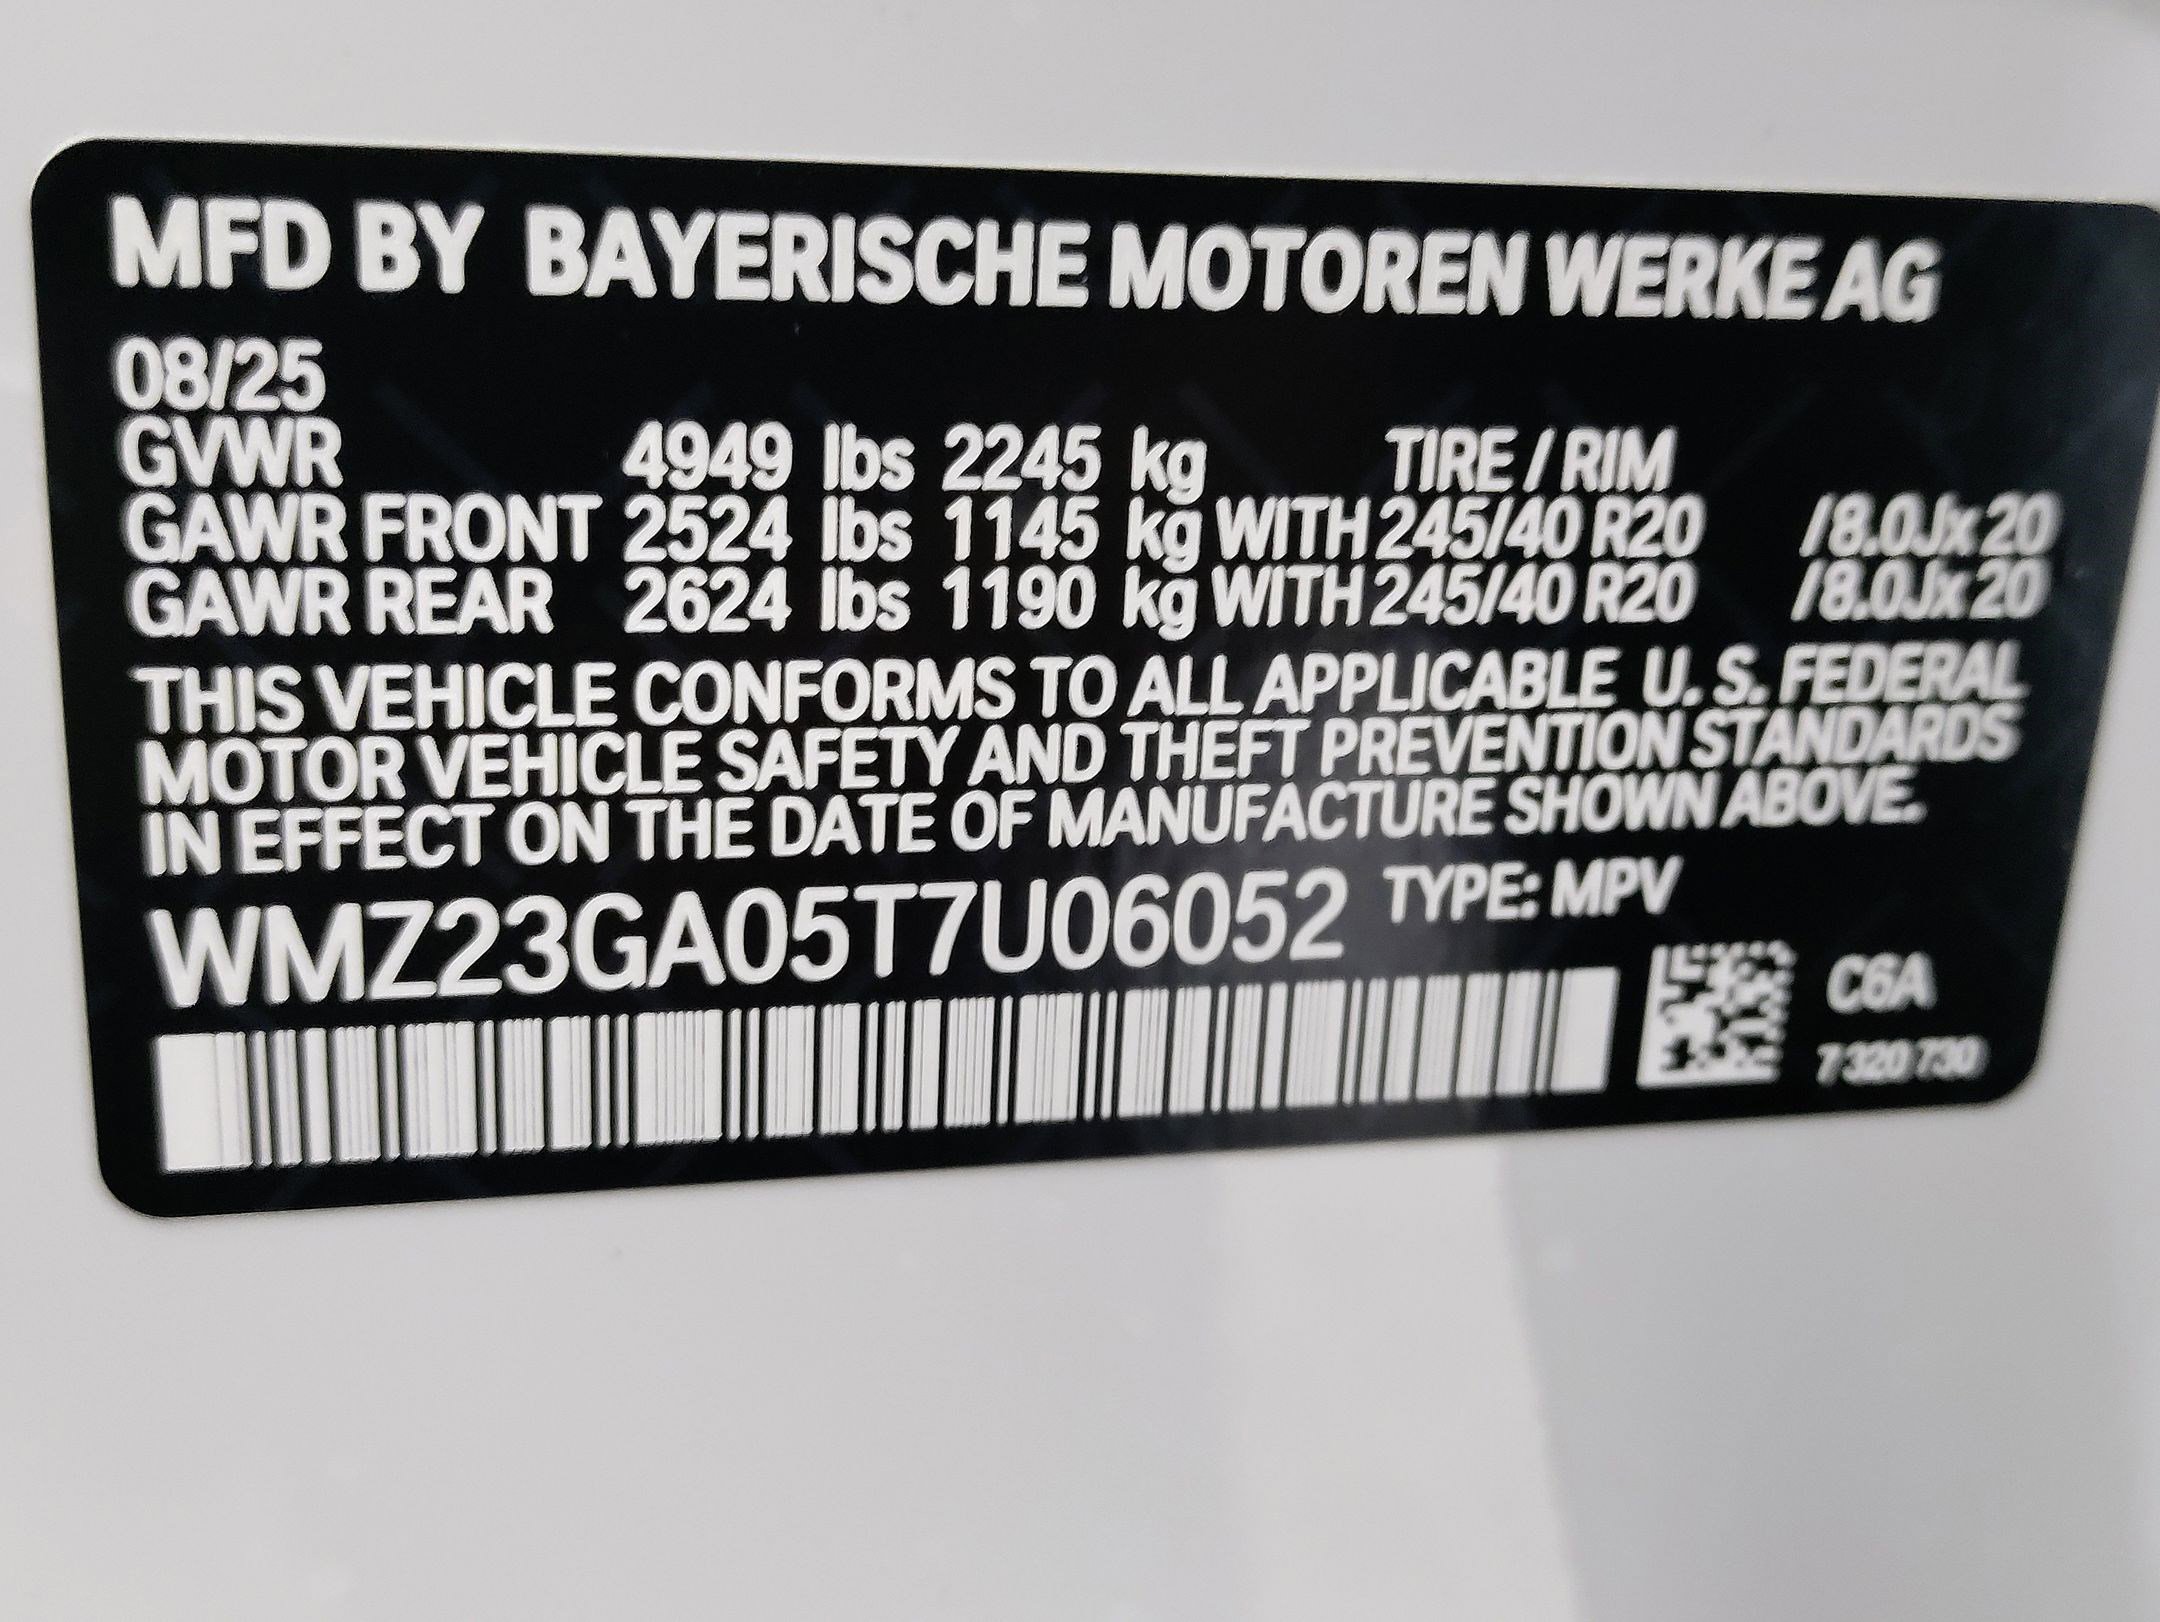 MFD BY BAYERISCHE MOTOREN WERKE AG
08/25
GVWR 4949 lbs 2245 kg TIRE / RIM
GAWR FRONT 2524 lbs 1145 kg WITH 245/40 R20 /8.0Jx20
GAWR REAR 2624 lbs 1190 kg WITH 245/40 R20 /8.0Jx20
THIS VEHICLE CONFORMS TO ALL APPLICABLE U. S. FEDERAL
MOTOR VEHICLE SAFETY AND THEFT PREVENTION STANDARDS
IN EFFECT ON THE DATE OF MANUFACTURE SHOWN ABOVE.
WMZ23GA05T7U06052 TYPE: MPV
C6A
7 320 730